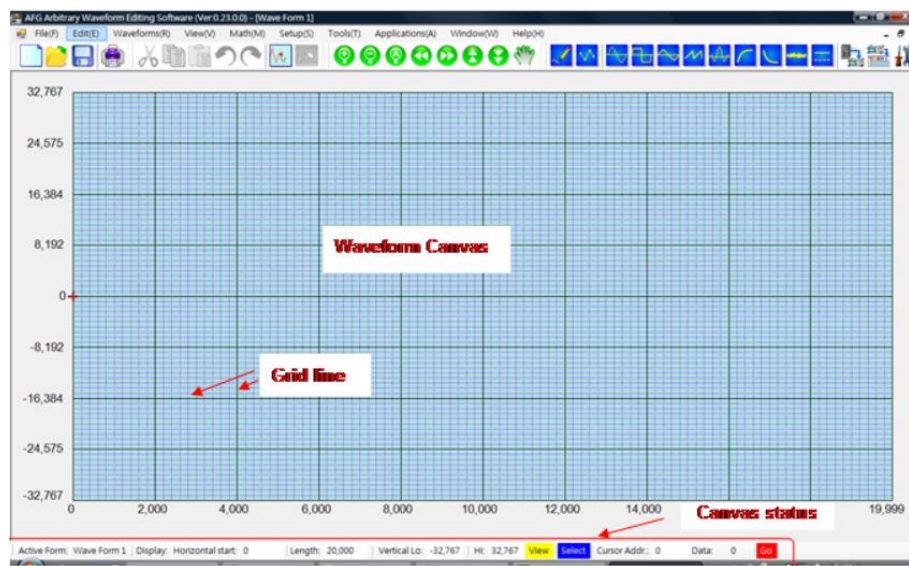 AFG Arbitrary Waveform Editing Software (Ver:0.23.0.0) - [Wave Form 1]
File(F) Edit(E) Waveforms(R) View(V) Math(M) Setup(S) Tools(T) Applications(A) Window(W) Help(H)
32,767
24,575
16,384
8,192
Waveform Canvas
0
-8,192
Grid line
-16,384
-24,575
-32,767
0 2,000 4,000 6,000 8,000 10,000 12,000 14,000 19,999
Canvas status
Active Form: Wave Form 1 Display: Horizontal start: 0 Length: 20,000 Vertical Lo: -32,767 Hi: 32,767 View Select Cursor Addr.: 0 Data: 0 Go